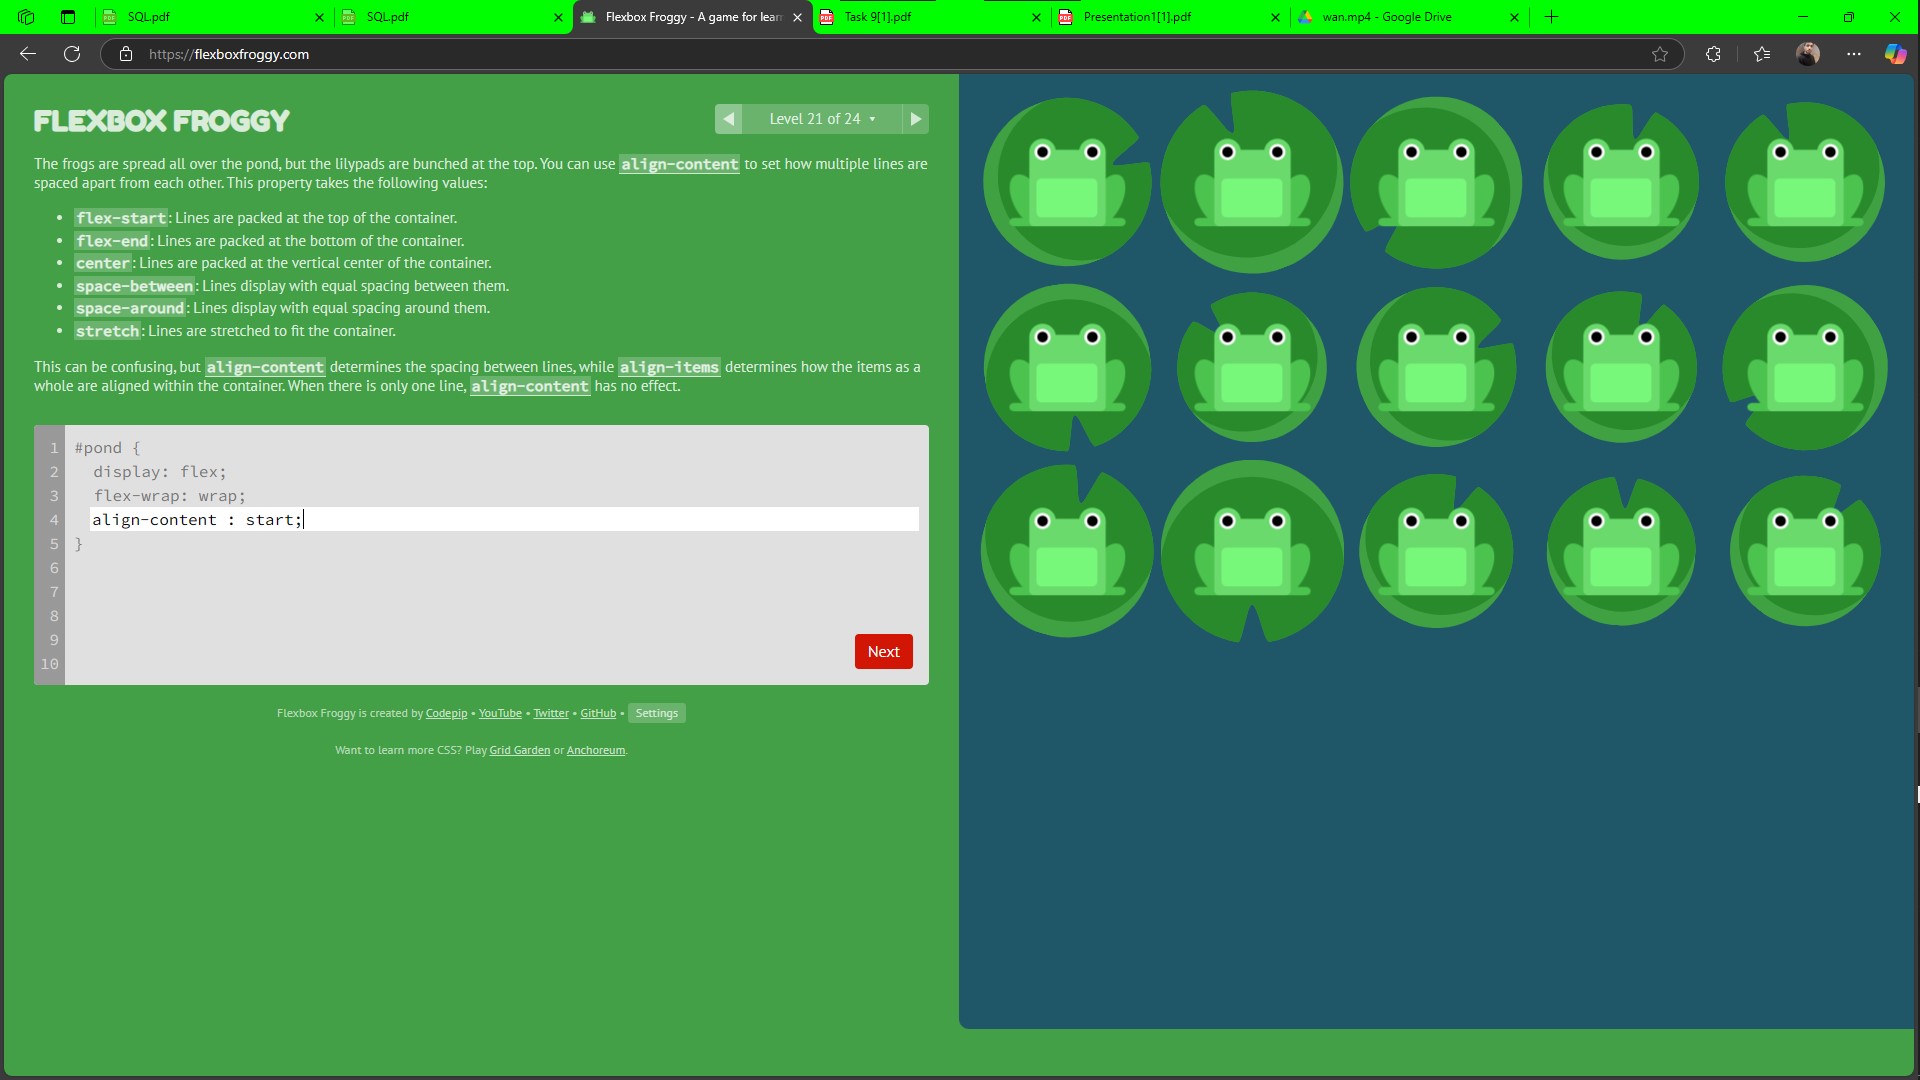 SQL.pdf
SQL.pdf
Flexbox Froggy - A game for lear
Task 9[1].pdf
Presentation1[1].pdf
wan.mp4 - Google Drive
https://flexboxfroggy.com
FLEXBOX FROGGY
Level 21 of 24
The frogs are spread all over the pond, but the lilypads are bunched at the top. You can use align-content to set how multiple lines are
spaced apart from each other. This property takes the following values:
• flex-start: Lines are packed at the top of the container.
• flex-end: Lines are packed at the bottom of the container.
• center: Lines are packed at the vertical center of the container.
• space-between: Lines display with equal spacing between them.
• space-around: Lines display with equal spacing around them.
• stretch: Lines are stretched to fit the container.
This can be confusing, but align-content determines the spacing between lines, while align-items determines how the items as a
whole are aligned within the container. When there is only one line, align-content has no effect.
1 #pond {
2 display: flex;
3 flex-wrap: wrap;
4 align-content : start;
5 }
6
7
8
9
10
Next
Flexbox Froggy is created by Codepip • YouTube • Twitter • GitHub • Settings
Want to learn more CSS? Play Grid Garden or Anchoreum.